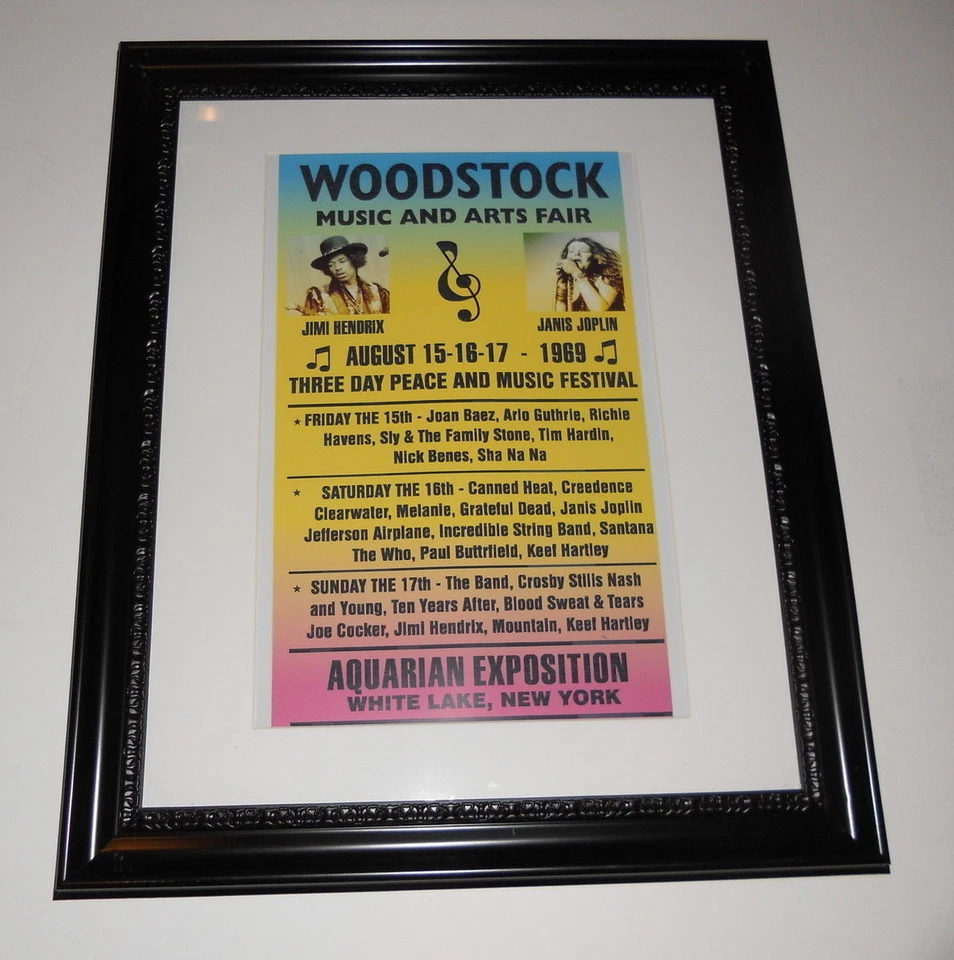 WOODSTOCK
MUSIC AND ARTS FAIR
JIMI HENDRIX
JANIS JOPLIN
AUGUST 15-16-17 - 1969
THREE DAY PEACE AND MUSIC FESTIVAL
FRIDAY THE 15th - Joan Baez, Arlo Guthrie, Richie
Havens, Sly & The Family Stone, Tim Hardin,
Nick Benes, Sha Na Na
SATURDAY THE 16th - Canned Heat, Creedence
Clearwater, Melanie, Grateful Dead, Janis Joplin
Jefferson Airplane, Incredible String Band, Santana
The Who, Paul Buttrfield, Keef Hartley
SUNDAY THE 17th - The Band, Crosby Stills Nash
and Young, Ten Years After, Blood Sweat & Tears
Joe Cocker, Jimi Hendrix, Mountain, Keef Hartley
AQUARIAN EXPOSITION
WHITE LAKE, NEW YORK